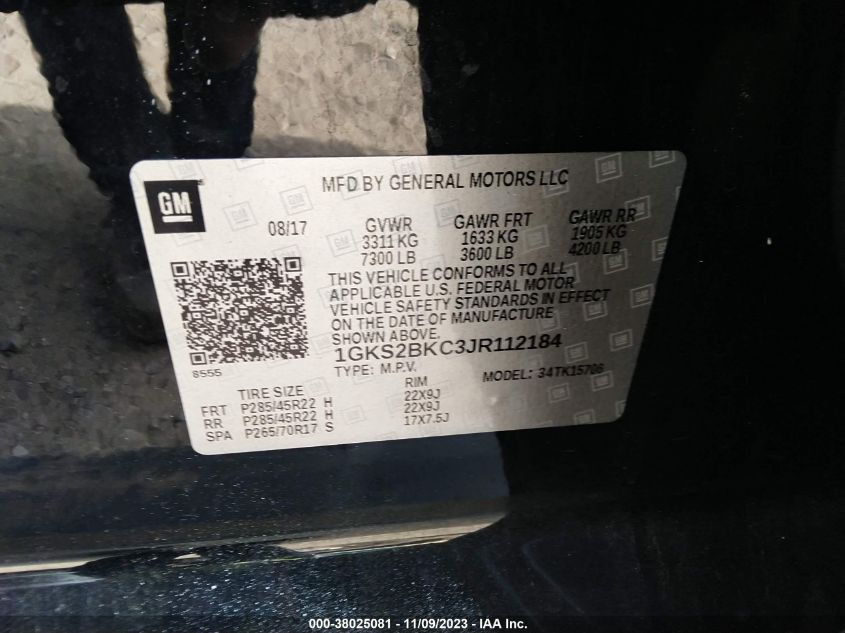 GM
MFD BY GENERAL MOTORS LLC
08/17
GVWR
3311 KG
7300 LB
GAWR FRT
1633 KG
3600 LB
GAWR RR
1905 KG
4200 LB
THIS VEHICLE CONFORMS TO ALL
APPLICABLE U.S. FEDERAL MOTOR
VEHICLE SAFETY STANDARDS IN EFFECT
ON THE DATE OF MANUFACTURE
SHOWN ABOVE.
1GKS2BKC3JR112184
8555
TYPE: M.P.V.
MODEL: 34TK15706
TIRE SIZE
RIM
FRT P285/45R22 H 22X9J
RR P285/45R22 H 22X9J
SPA P265/70R17 S 17X7.5J
000-38025081 - 11/09/2023 - IAA Inc.